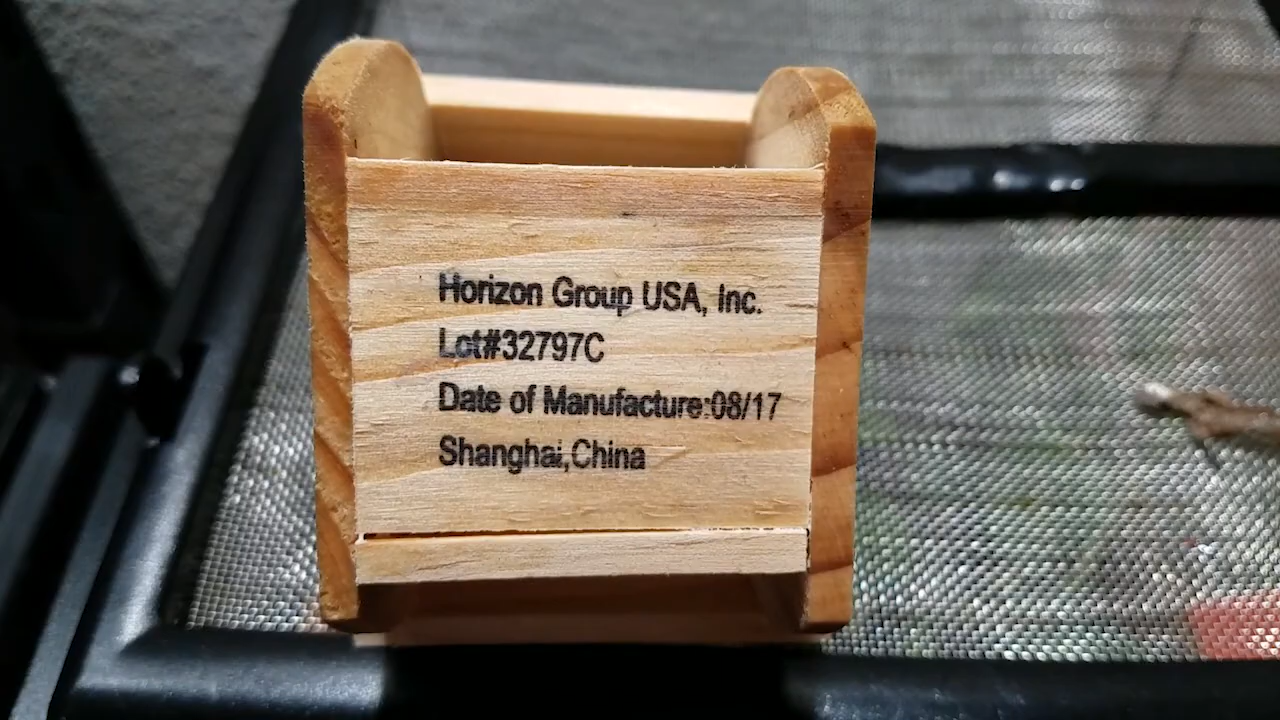 Horizon Group USA, Inc.
Lot#32797C
Date of Manufacture:08/17
Shanghai,China